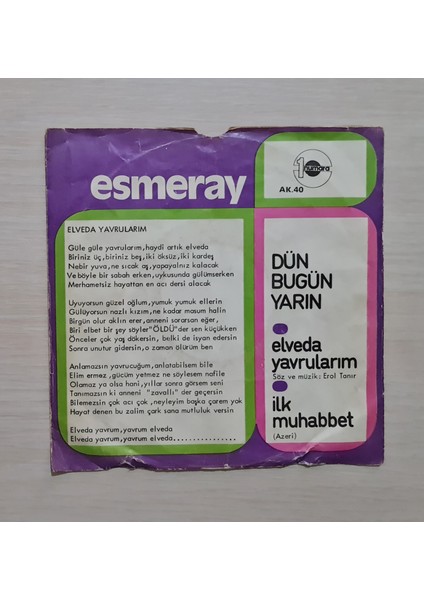 esmeray
1 numara
AK.40
ELVEDA YAVRULARIM
Güle güle yavrularım,haydi artık elveda
Biriniz üç,biriniz beş,iki öksüz,iki kardeş
Nebir yuva,ne sıcak aş,yapayalnız kalacak
Ve böyle bir sabah erken,uykusunda gülümserken
Merhametsiz hayattan en acı dersi alacak
Uyuyorsun güzel oğlum,yumuk yumuk ellerin
Gülüyorsun nazlı kızım,ne kadar masum halin
Birgün olur aklın erer,anneni sorarsan eğer,
Biri elbet bir şey söyler"ÖLDÜ"der sen küçükken
Önceler çok yaş dökersin, belki de isyan edersin
Sonra unutur gidersin,o zaman ölürüm ben
Anlamazsın yavrucuğum,anlatabilsem bile
Elim ermez ,gücüm yetmez ne söylesem nafile
Olamaz ya olsa hani,yıllar sonra görsem seni
Tanımazsın ki anneni "zavallı" der geçersin
Bilemezsin çok acı çok ,neyleyim başka çarem yok
Hayat denen bu zalim çark sana mutluluk versin
Elveda yavrum,yavrum elveda
Elveda yavrum,yavrum elveda................
DÜN
BUGÜN
YARIN
elveda
yavrularım
Söz ve müzik: Erol Tanır
ilk
muhabbet
(Azeri)